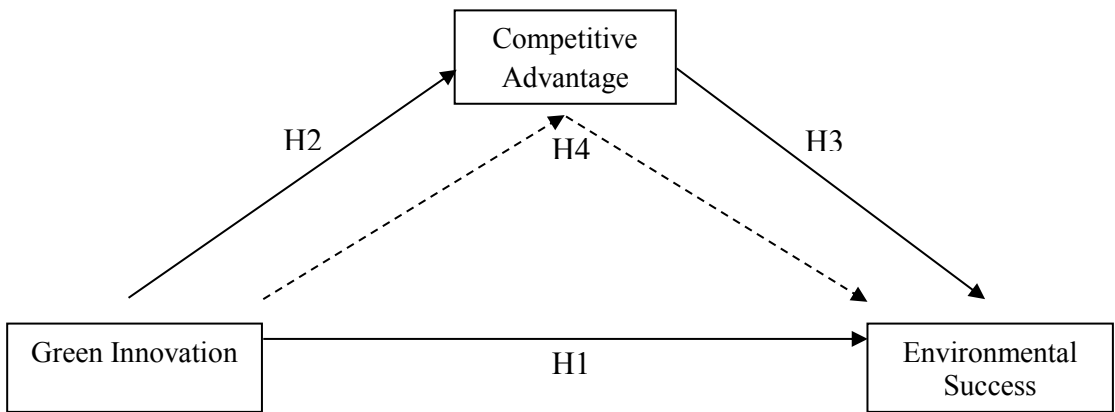 Competitive
Advantage
H2
H4
H3
Green Innovation
Environmental
Success
H1